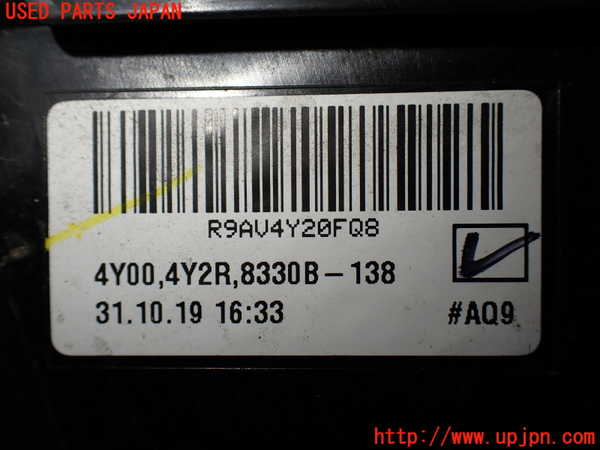 USED PARTS JAPAN
R9AV4Y20FQ8
4Y00,4Y2R,8330B-138
31.10.19 16:33
#AQ9
http://www.upjpn.com/